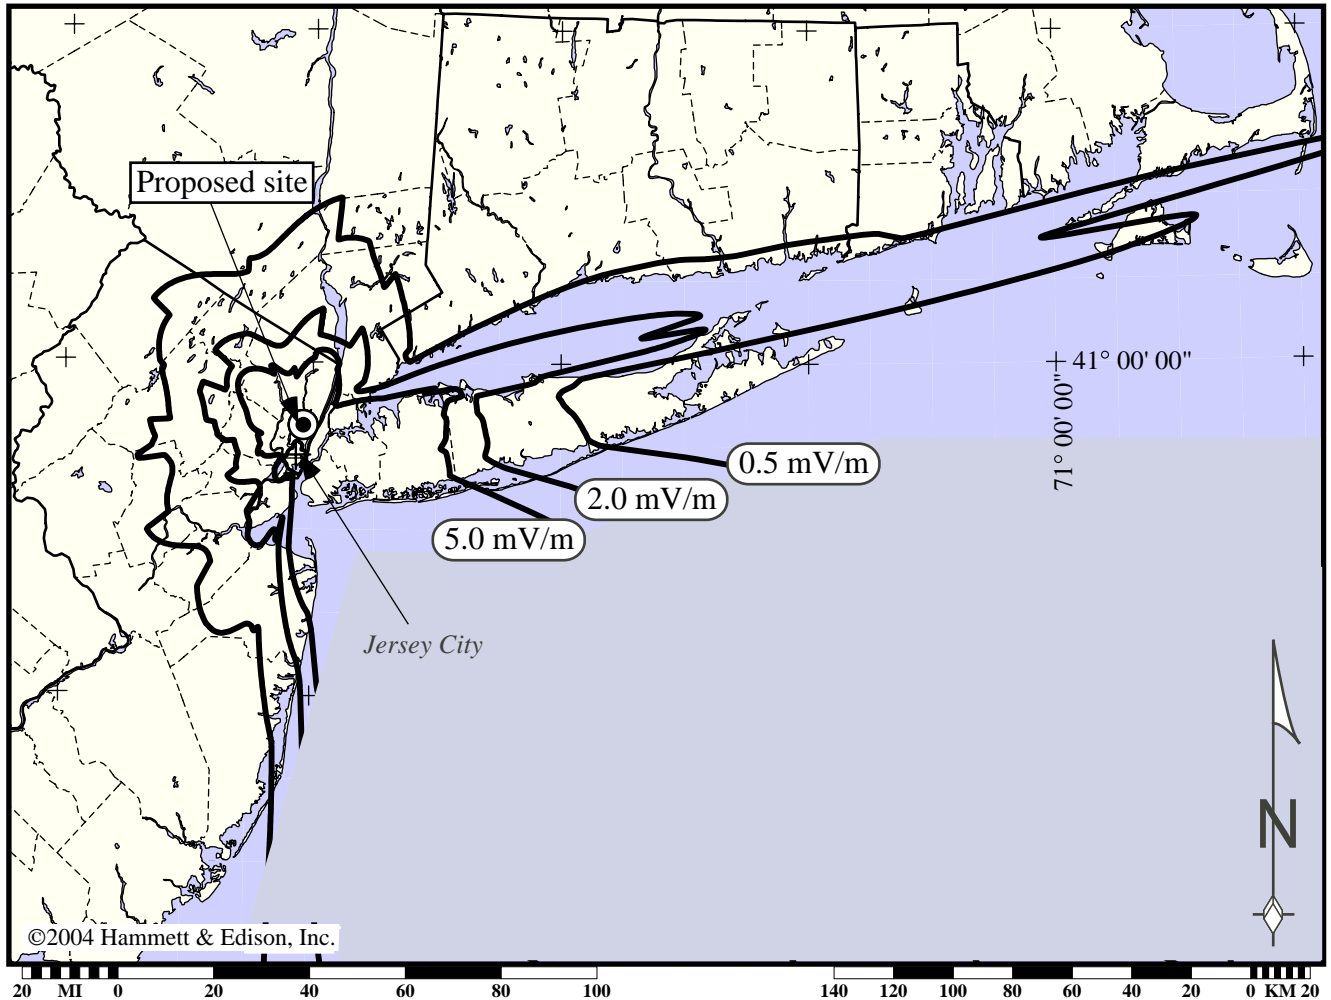 Proposed site
41° 00' 00"
71° 00' 00"
0.5 mV/m
2.0 mV/m
5.0 mV/m
Jersey City
N
©2004 Hammett & Edison, Inc.
20 MI 0 20 40 60 80 100 140 120 100 80 60 40 20 0 KM 20